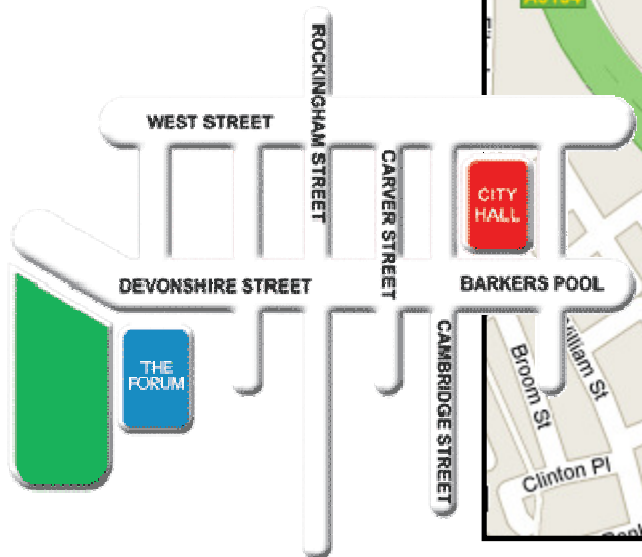 ROCKINGHAM STREET
WEST STREET
CARVER STREET
CITY
HALL
DEVONSHIRE STREET
BARKERS POOL
THE
FORUM
CAMBRIDGE STREET
William St
Broom St
Clinton Pl